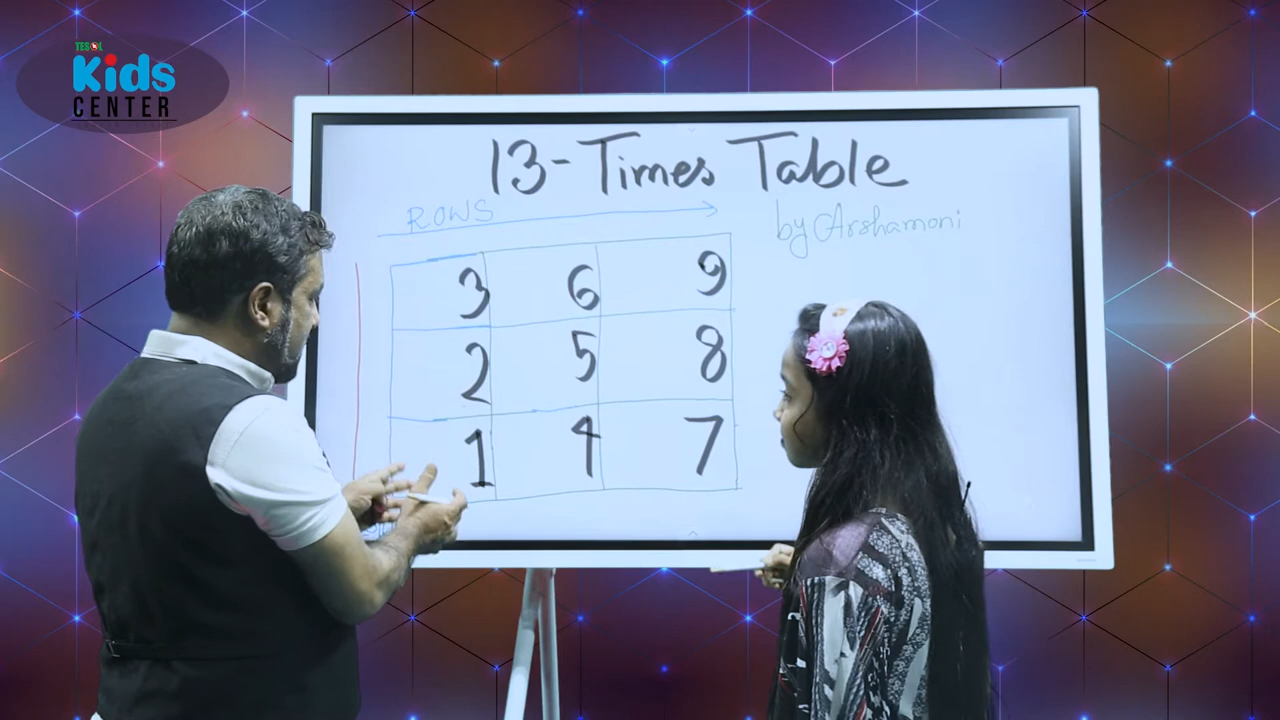 TESOL
Kids
CENTER
13-Times Table
ROWS
by Arshamoni
3 6 9
2 5 8
1 4 7